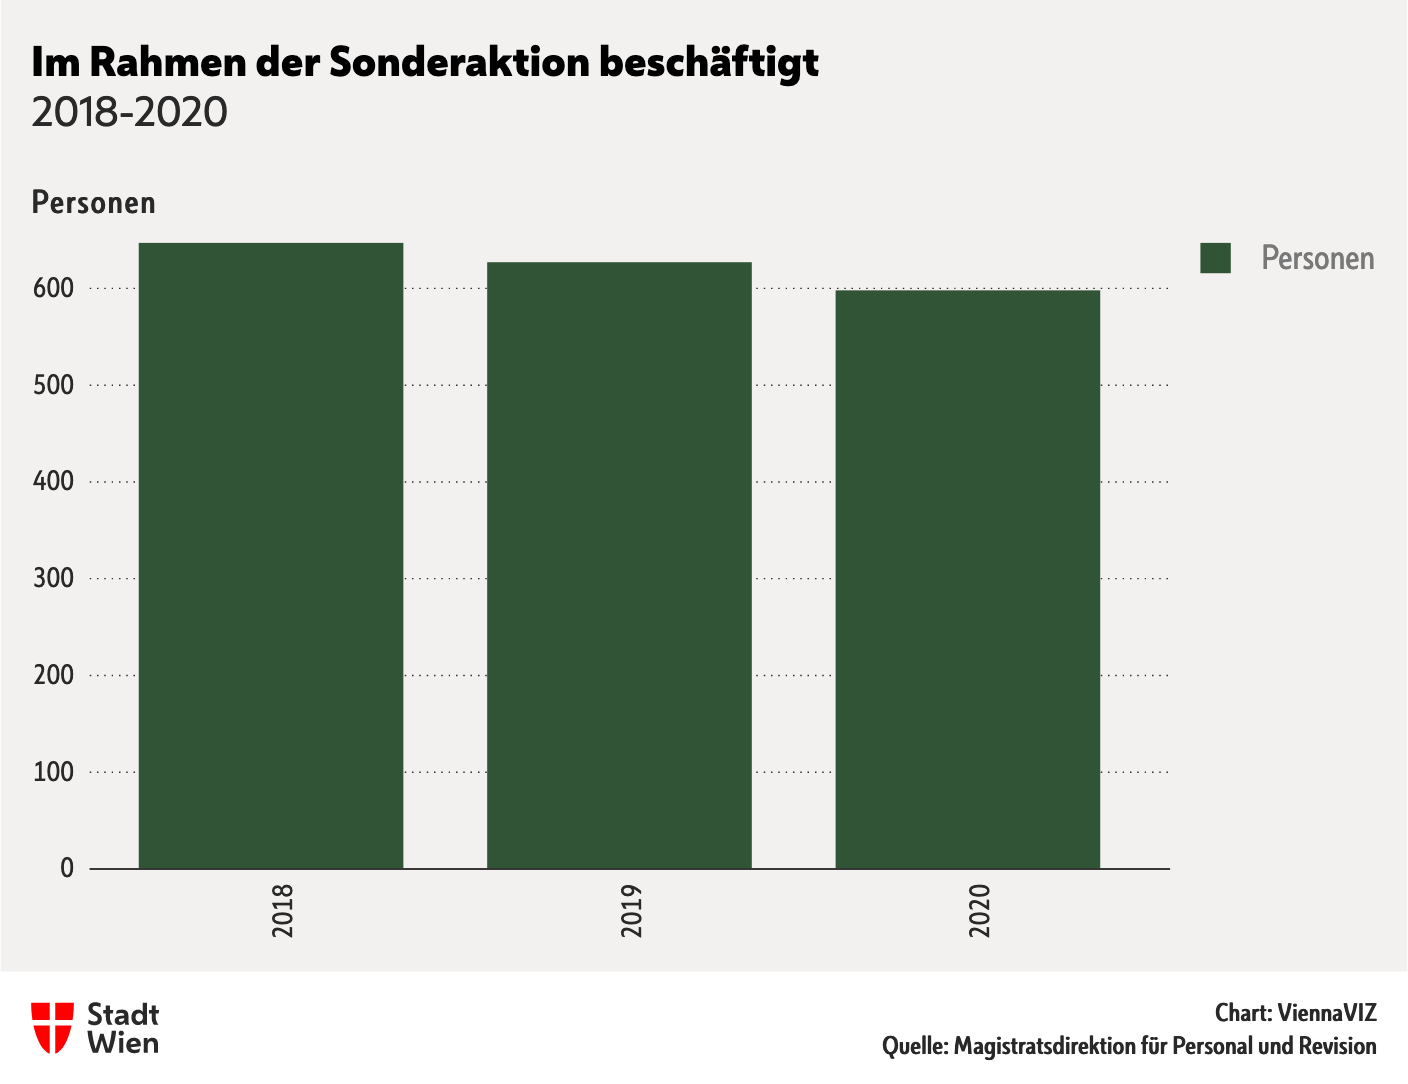 Im Rahmen der Sonderaktion beschäftigt
2018-2020
Personen
Personen
600
500
400
300
200
100
0
2018
2019
2020
Stadt
Wien
Chart: ViennaVIZ
Quelle: Magistratsdirektion für Personal und Revision